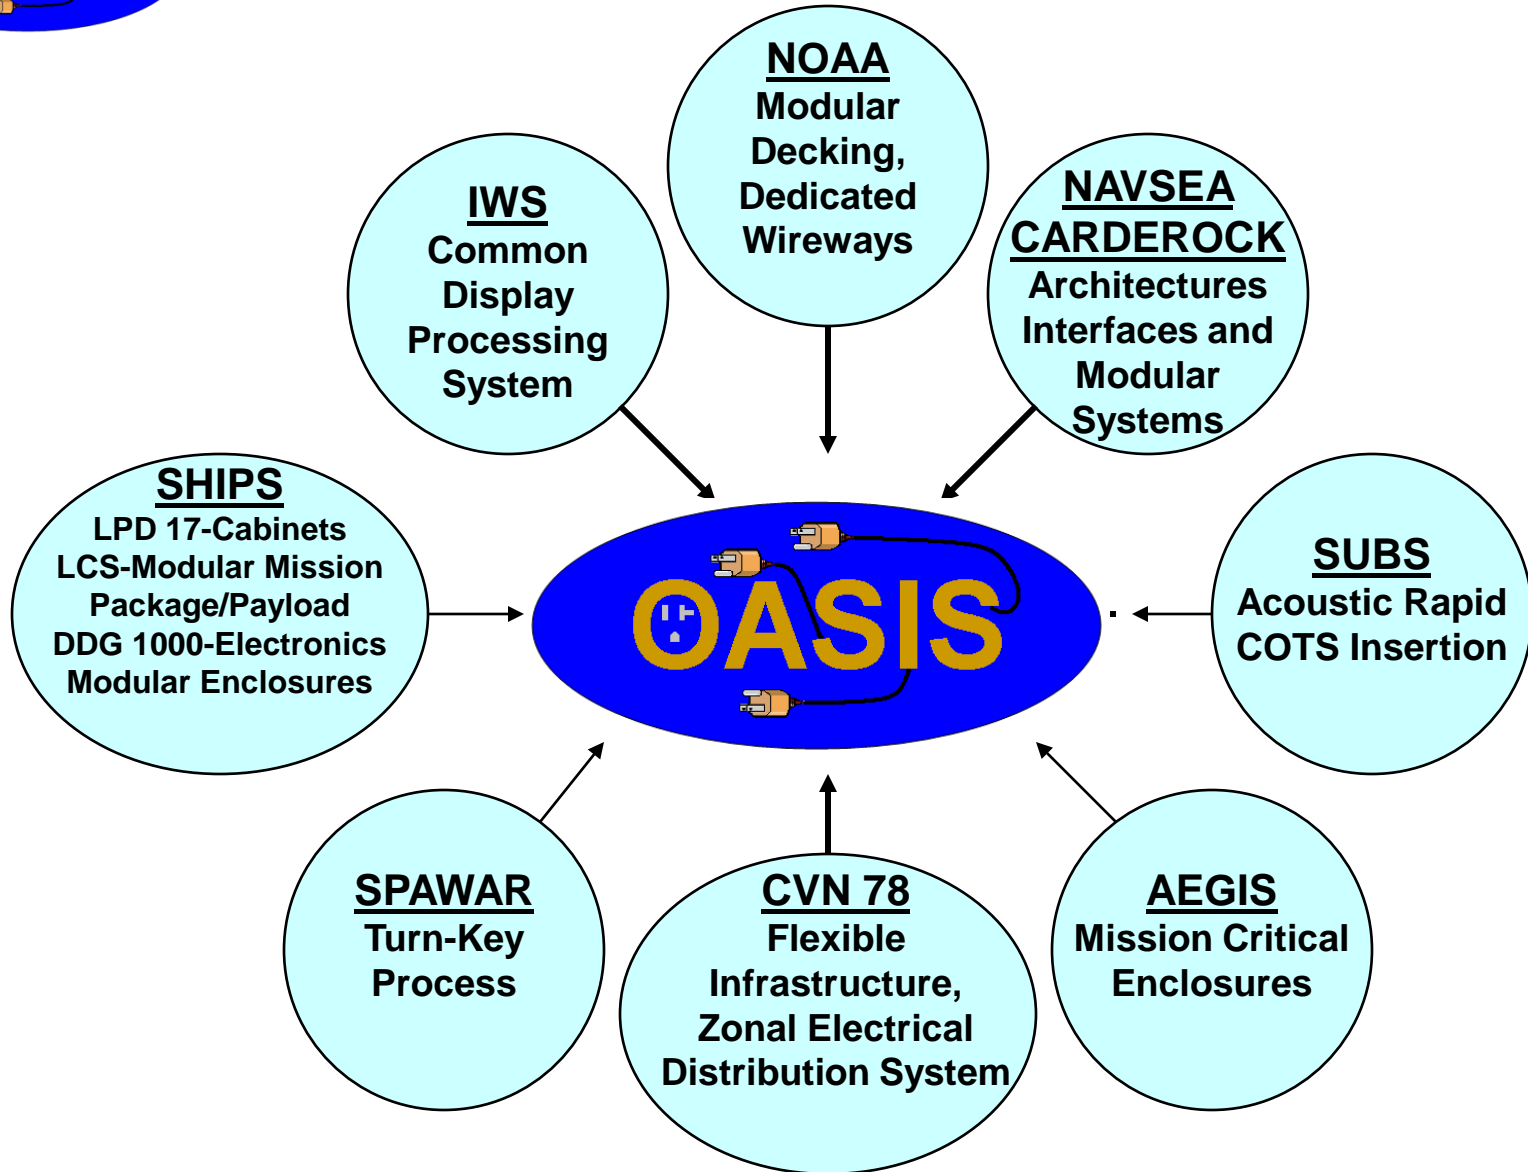 NOAA
Modular
Decking,
Dedicated
Wireways
IWS
Common
Display
Processing
System
NAVSEA
CARDEROCK
Architectures
Interfaces and
Modular
Systems
SHIPS
LPD 17-Cabinets
LCS-Modular Mission
Package/Payload
DDG 1000-Electronics
Modular Enclosures
OASIS
SUBS
Acoustic Rapid
COTS Insertion
SPAWAR
Turn-Key
Process
CVN 78
Flexible
Infrastructure,
Zonal Electrical
Distribution System
AEGIS
Mission Critical
Enclosures